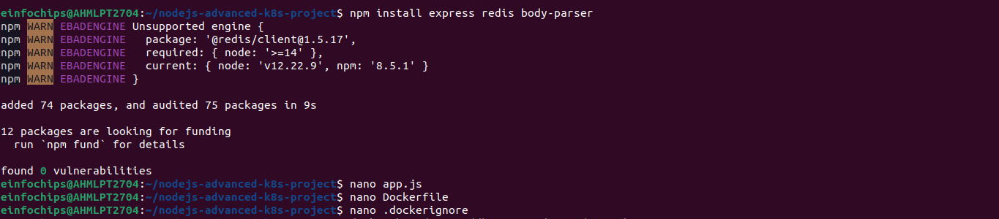 einfochips@AHMLPT2704:~/nodejs-advanced-k8s-project$ npm install express redis body-parser
npm WARN EBADENGINE Unsupported engine {
npm WARN EBADENGINE   package: '@redis/client@1.5.17',
npm WARN EBADENGINE   required: { node: '>=14' },
npm WARN EBADENGINE   current: { node: 'v12.22.9', npm: '8.5.1' }
npm WARN EBADENGINE }
added 74 packages, and audited 75 packages in 9s
12 packages are looking for funding
  run `npm fund` for details
found 0 vulnerabilities
einfochips@AHMLPT2704:~/nodejs-advanced-k8s-project$ nano app.js
einfochips@AHMLPT2704:~/nodejs-advanced-k8s-project$ nano Dockerfile
einfochips@AHMLPT2704:~/nodejs-advanced-k8s-project$ nano .dockerignore